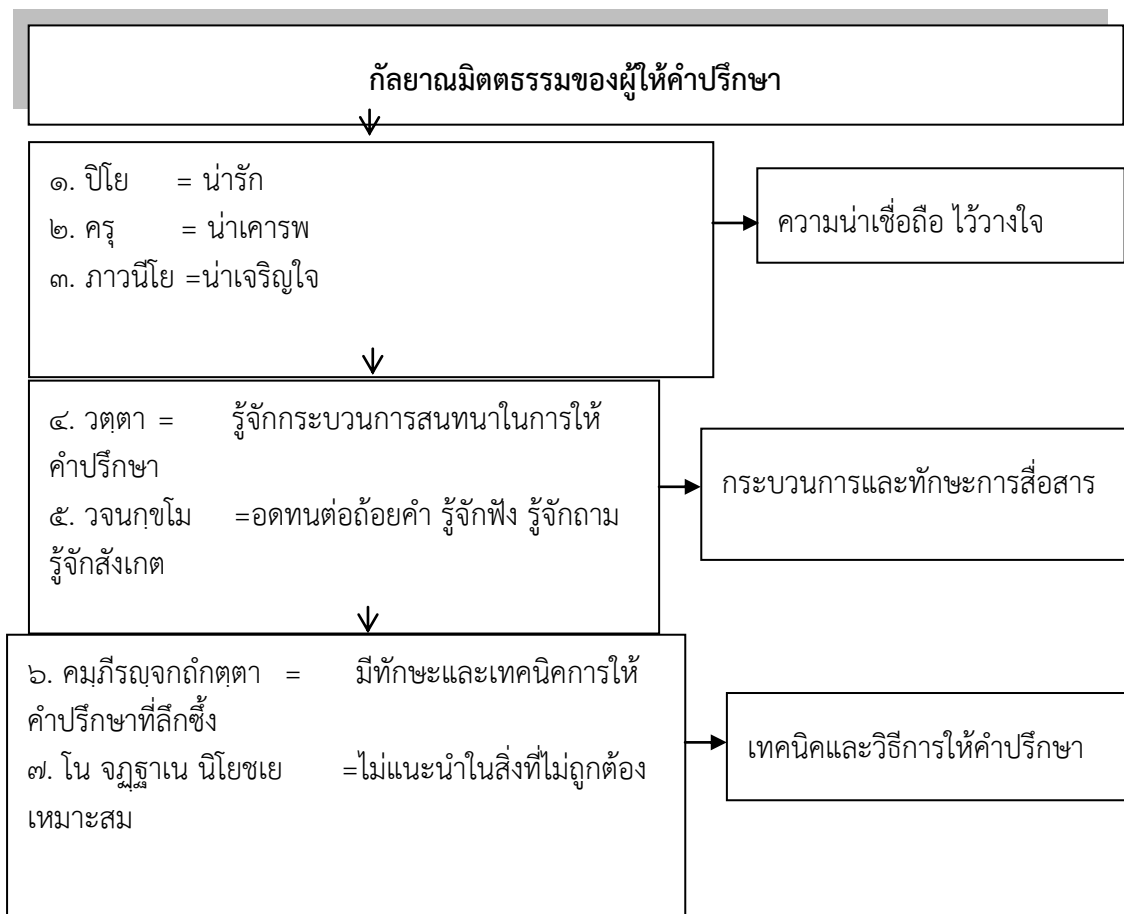 กัลยาณมิตตธรรมของผู้ให้คำปรึกษา
๑. ปิโย = น่ารัก
๒. ครุ = น่าเคารพ
๓. ภาวนีโย =น่าเจริญใจ
ความน่าเชื่อถือ ไว้วางใจ
๔. วตฺตา = รู้จักกระบวนการสนทนาในการให้
คำปรึกษา
๕. วจนกฺขโม =อดทนต่อถ้อยคำ รู้จักฟัง รู้จักถาม
รู้จักสังเกต
กระบวนการและทักษะการสื่อสาร
๖. คมฺภีรญฺจกถํกตฺตา = มีทักษะและเทคนิคการให้
คำปรึกษาที่ลึกซึ้ง
๗. โน จฏฺฐาเน นิโยชเย =ไม่แนะนำในสิ่งที่ไม่ถูกต้อง
เหมาะสม
เทคนิคและวิธีการให้คำปรึกษา